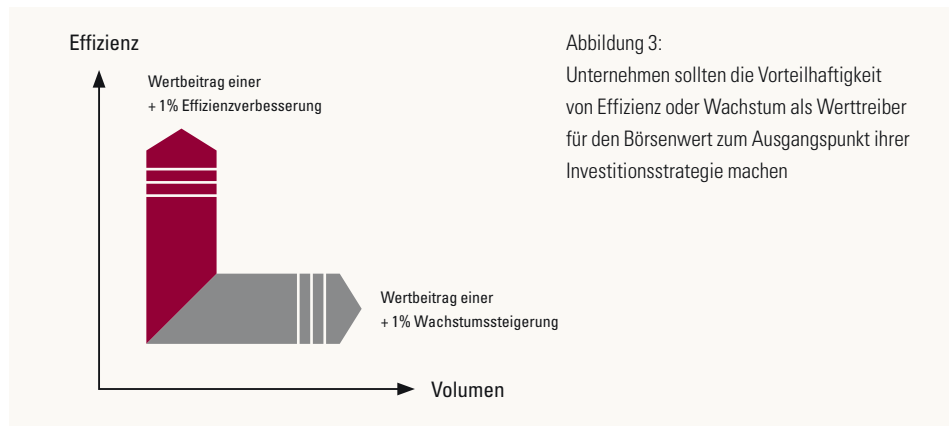 Effizienz
Wertbeitrag einer
+ 1% Effizienzverbesserung
Wertbeitrag einer
+ 1% Wachstumssteigerung
Volumen
Abbildung 3:
Unternehmen sollten die Vorteilhaftigkeit
von Effizienz oder Wachstum als Werttreiber
für den Börsenwert zum Ausgangspunkt ihrer
Investitionsstrategie machen